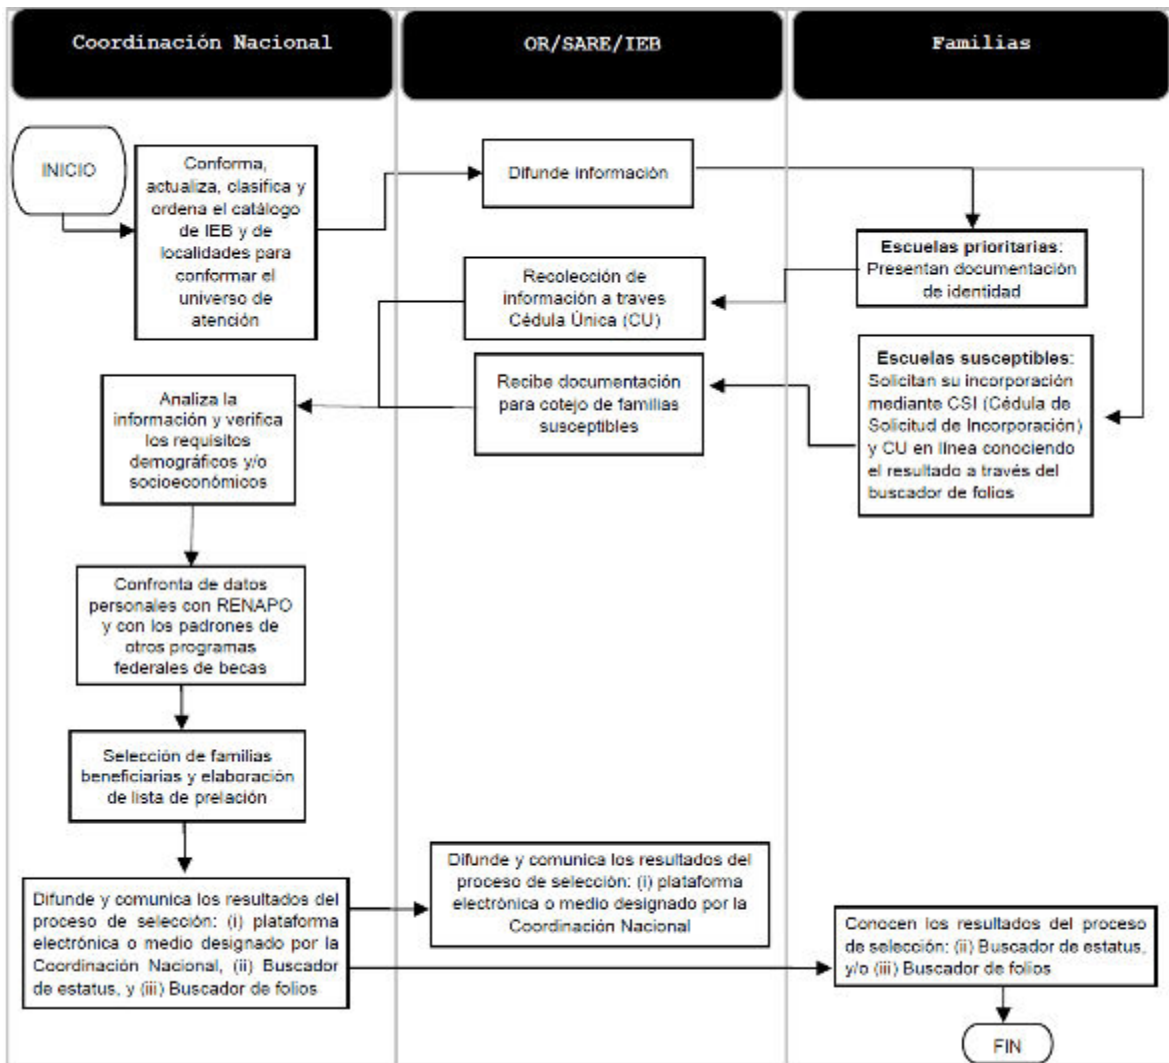 Coordinación Nacional
OR/SARE/IEB
Familias
INICIO
Conforma,
actualiza, clasifica y
ordena el catálogo
de IEB y de
localidades para
conformar el
universo de
atención
Difunde información
Escuelas prioritarias:
Presentan documentación
de identidad
Recolección de
información a traves
Cédula Única (CU)
Escuelas susceptibles:
Solicitan su incorporación
mediante CSI (Cédula de
Solicitud de Incorporación)
y CU en línea conociendo
el resultado a través del
buscador de folios
Recibe documentación
para cotejo de familias
susceptibles
Analiza la
información y verifica
los requisitos
demográficos y/o
socioeconómicos
Confronta de datos
personales con RENAPO
y con los padrones de
otros programas
federales de becas
Selección de familias
beneficiarias y elaboración
de lista de prelación
Difunde y comunica los resultados del
proceso de selección: (i) plataforma
electrónica o medio designado por la
Coordinación Nacional, (ii) Buscador
de estatus, y (iii) Buscador de folios
Difunde y comunica los resultados del
proceso de selección: (i) plataforma
electrónica o medio designado por la
Coordinación Nacional
Conocen los resultados del proceso
de selección: (ii) Buscador de estatus,
y/o (iii) Buscador de folios
FIN